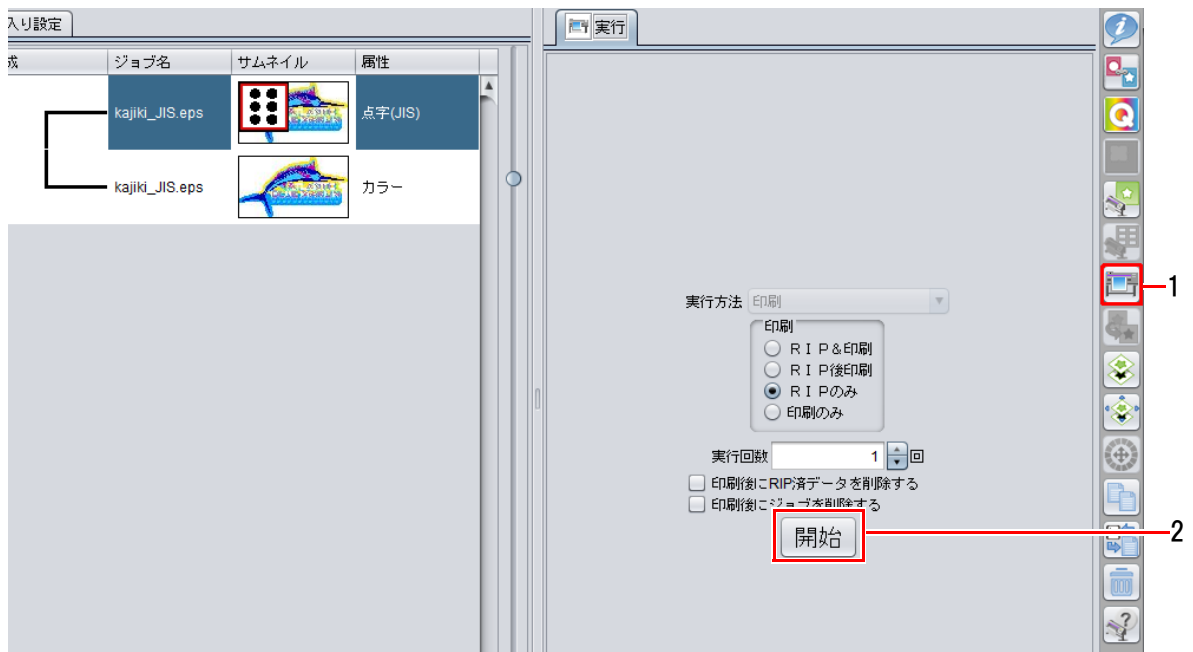 入り設定
実行
成 ジョブ名 サムネイル 属性
kajiki_JIS.eps 点字(JIS)
kajiki_JIS.eps カラー
1
実行方法 印刷
印刷
ＲＩＰ&印刷
ＲＩＰ後印刷
ＲＩＰのみ
印刷のみ
実行回数 1 回
印刷後にRIP済データを削除する
印刷後にジョブを削除する
開始
2